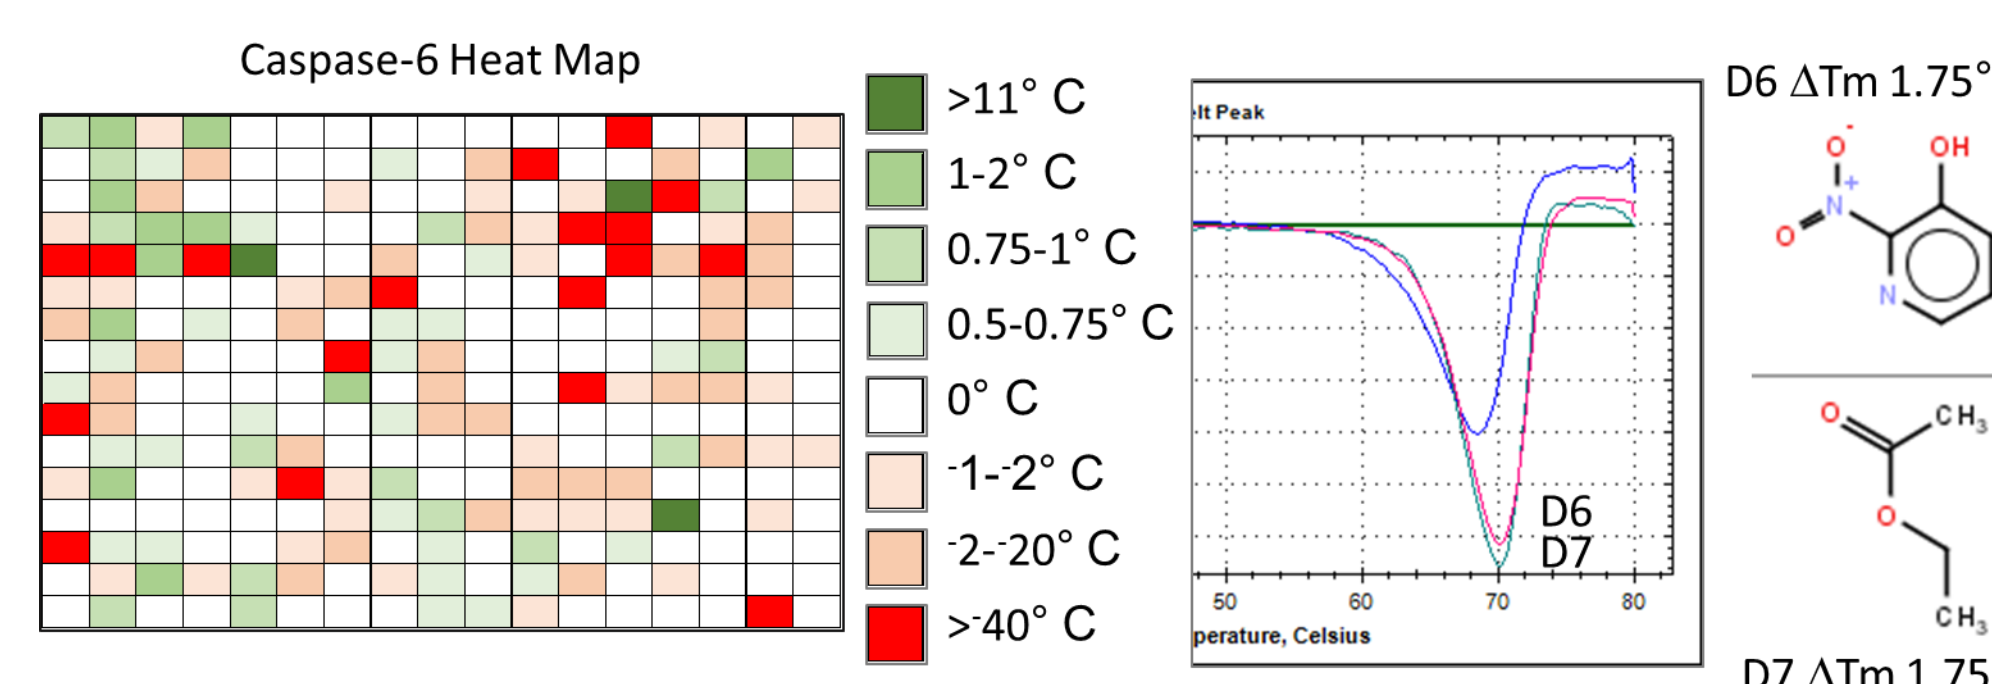 Caspase-6 Heat Map
>11° C
1-2° C
0.75-1° C
0.5-0.75° C
0° C
-1--2° C
-2--20° C
>-40° C
elt Peak
D6
D7
50 60 70 80
perature, Celsius
D6 ΔTm 1.75°
O-
OH
N+
O
N
O
CH3
O
CH3
D7 ΔTm 1.75